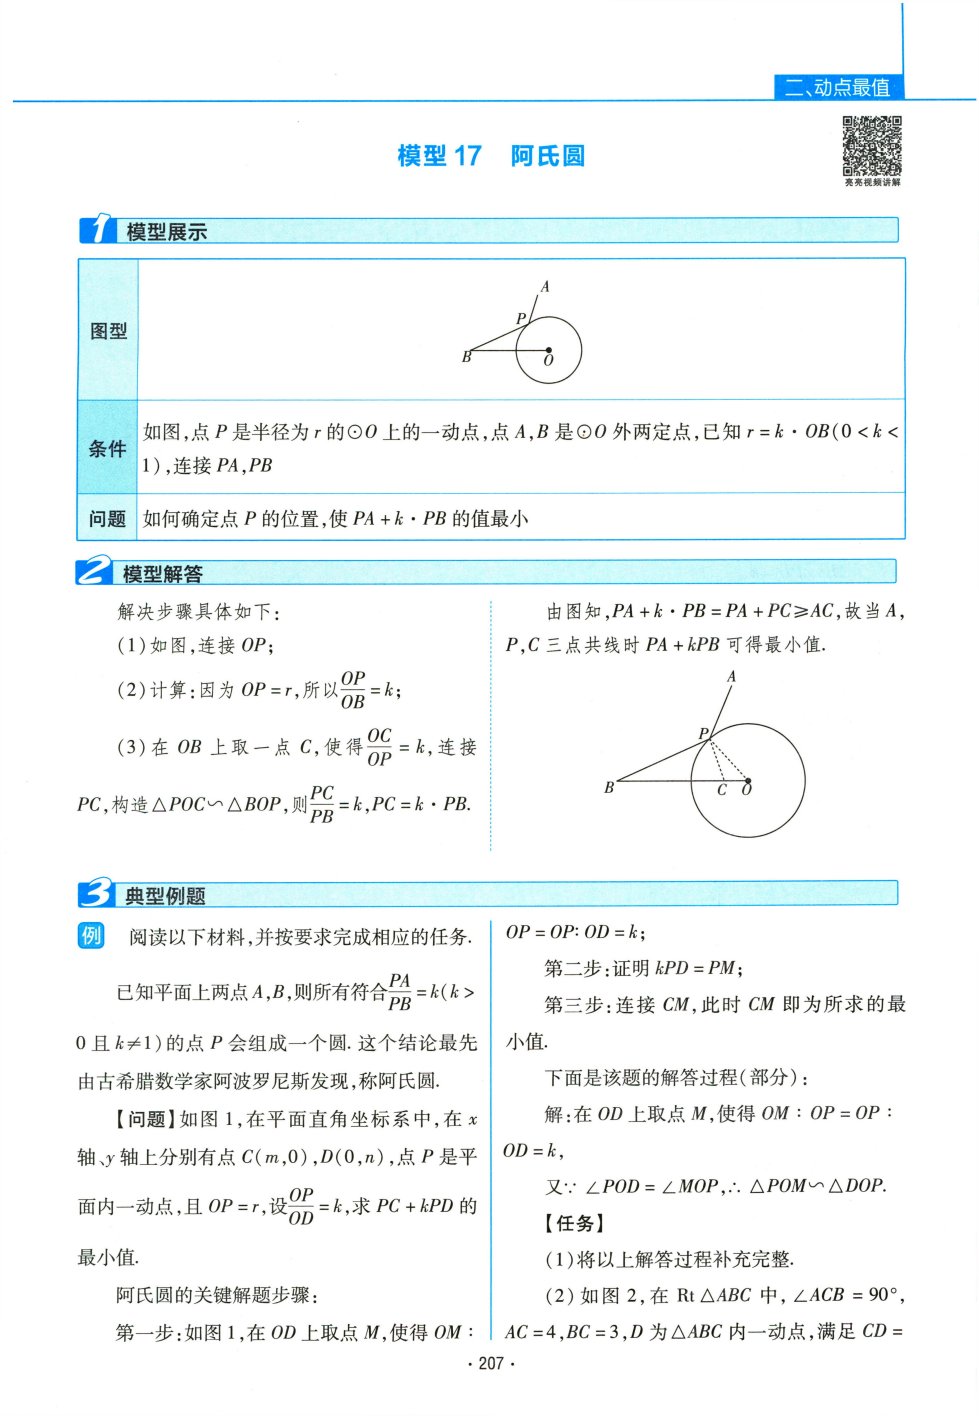 二、动点最值
模型 17 阿氏圆
亮亮视频讲解
1 模型展示
图型
A
P
B
O
条件
如图,点 P 是半径为 r 的⊙O 上的一动点,点 A,B 是⊙O 外两定点,已知 r = k · OB(0 < k <
1),连接 PA,PB
问题
如何确定点 P 的位置,使 PA + k · PB 的值最小
2 模型解答
解决步骤具体如下:
(1)如图,连接 OP;
(2)计算:因为 OP = r,所以OP/OB = k;
(3)在 OB 上取一点 C,使得OC/OP = k,连接
PC,构造△POC∽△BOP,则PC/PB = k,PC = k · PB.
由图知,PA + k · PB = PA + PC ≥ AC,故当 A,
P,C 三点共线时 PA + kPB 可得最小值.
A
P
B
C
O
3 典型例题
例 阅读以下材料,并按要求完成相应的任务.
已知平面上两点 A,B,则所有符合PA/PB = k(k >
0 且 k≠1)的点 P 会组成一个圆. 这个结论最先
由古希腊数学家阿波罗尼斯发现,称阿氏圆.
【问题】如图 1,在平面直角坐标系中,在 x
轴、y 轴上分别有点 C(m,0),D(0,n),点 P 是平
面内一动点,且 OP = r,设OP/OD = k,求 PC + kPD 的
最小值.
阿氏圆的关键解题步骤:
第一步:如图 1,在 OD 上取点 M,使得 OM :
OP = OP: OD = k;
第二步:证明 kPD = PM;
第三步:连接 CM,此时 CM 即为所求的最
小值.
下面是该题的解答过程(部分):
解:在 OD 上取点 M,使得 OM : OP = OP :
OD = k,
又∵ ∠POD = ∠MOP,∴ △POM∽△DOP.
【任务】
(1)将以上解答过程补充完整.
(2)如图 2,在 Rt △ABC 中, ∠ACB = 90°,
AC = 4,BC = 3,D 为△ABC 内一动点,满足 CD =
· 207 ·